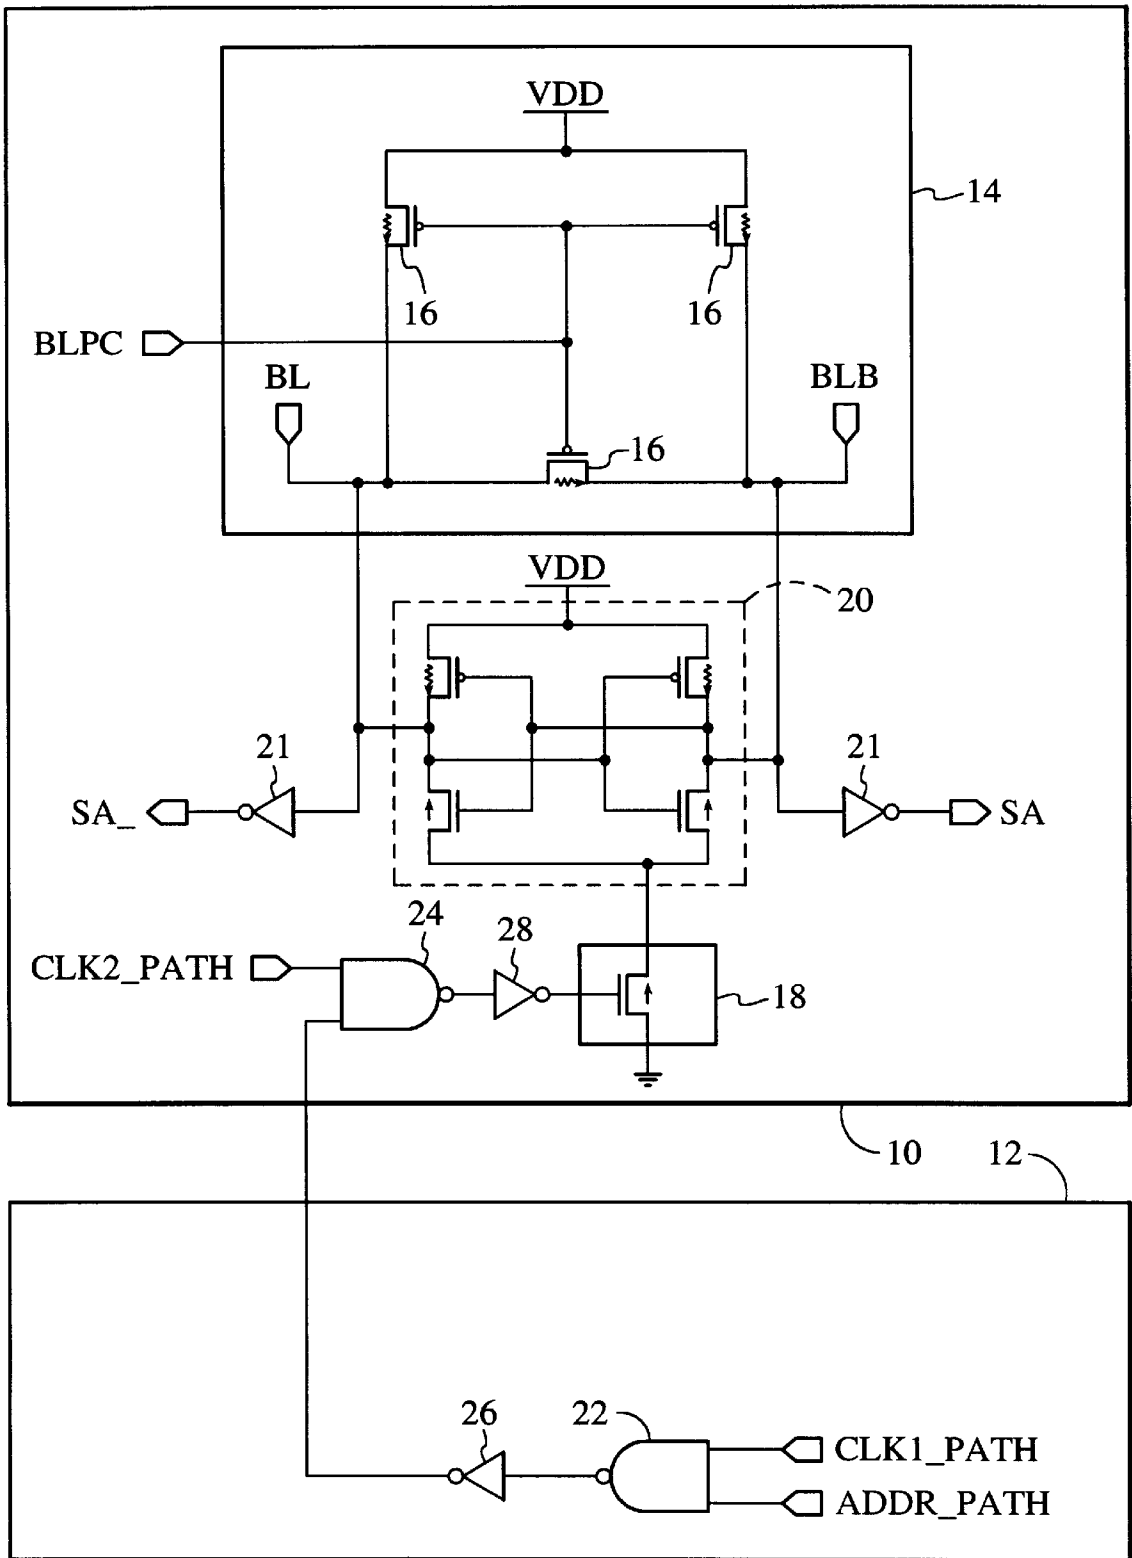 VDD
14
16
16
BLPC
BL
BLB
16
VDD
20
21
21
SA_
SA
24
28
CLK2_PATH
18
10
12
26
22
CLK1_PATH
ADDR_PATH